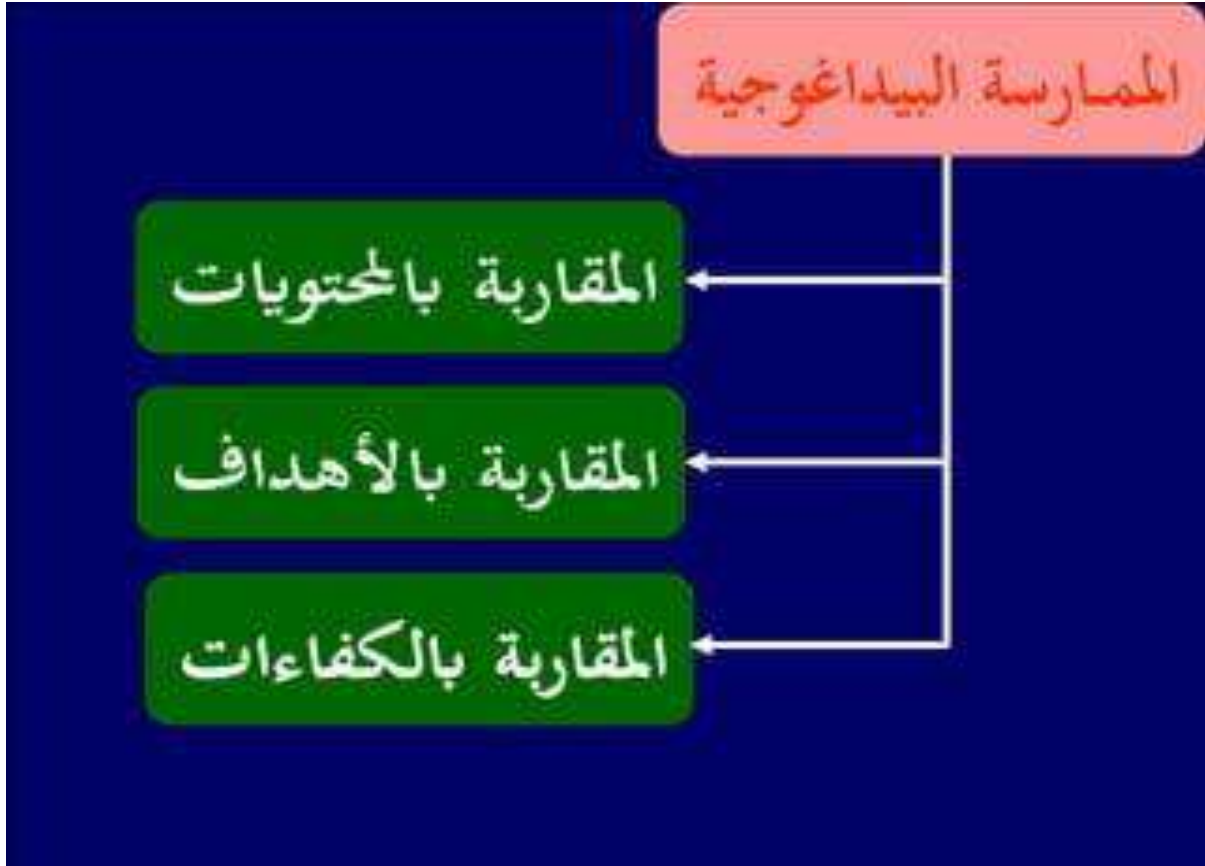 الممارسة البيداغوجية
المقاربة بالمحتويات
المقاربة بالأهداف
المقاربة بالكفاءات